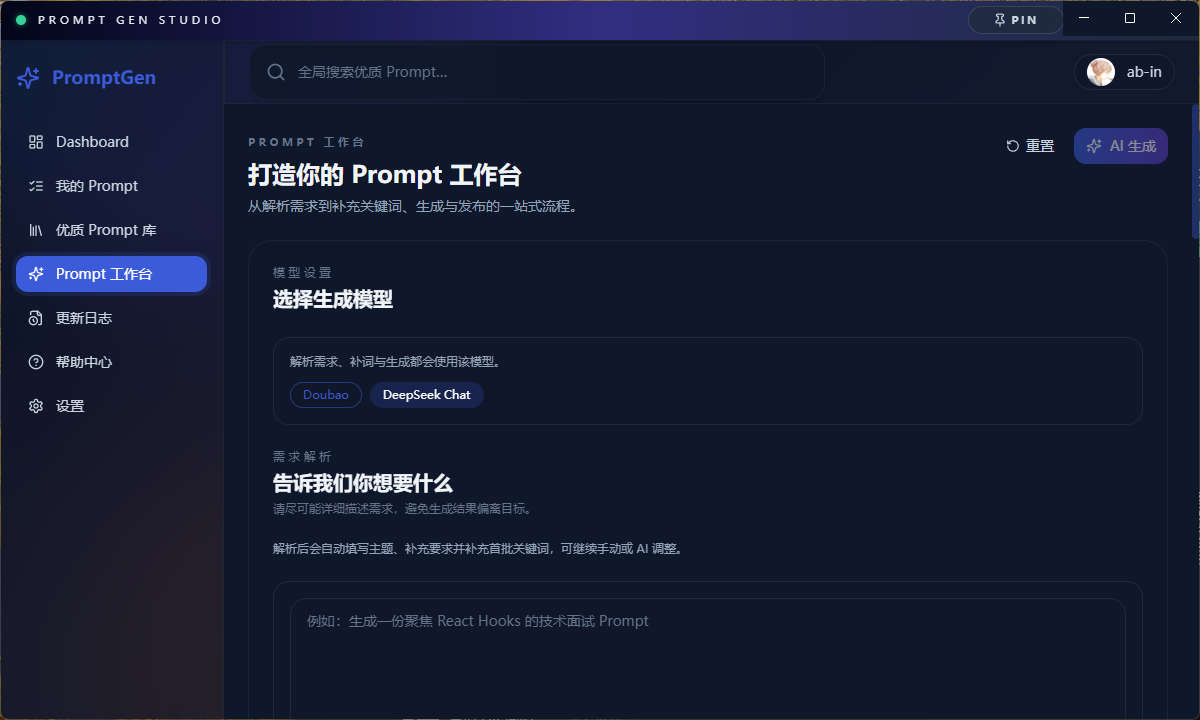 PROMPT GEN STUDIO
PIN
PromptGen
全局搜索优质 Prompt...
ab-in
Dashboard
我的 Prompt
优质 Prompt 库
Prompt 工作台
更新日志
帮助中心
设置
PROMPT 工作台
打造你的 Prompt 工作台
从解析需求到补充关键词、生成与发布的一站式流程。
重置
AI 生成
模型设置
选择生成模型
解析需求、补词与生成都会使用该模型。
Doubao
DeepSeek Chat
需求解析
告诉我们你想要什么
请尽可能详细描述需求，避免生成结果偏离目标。
解析后会自动填写主题、补充要求并补充首批关键词，可继续手动或 AI 调整。
例如：生成一份聚焦 React Hooks 的技术面试 Prompt